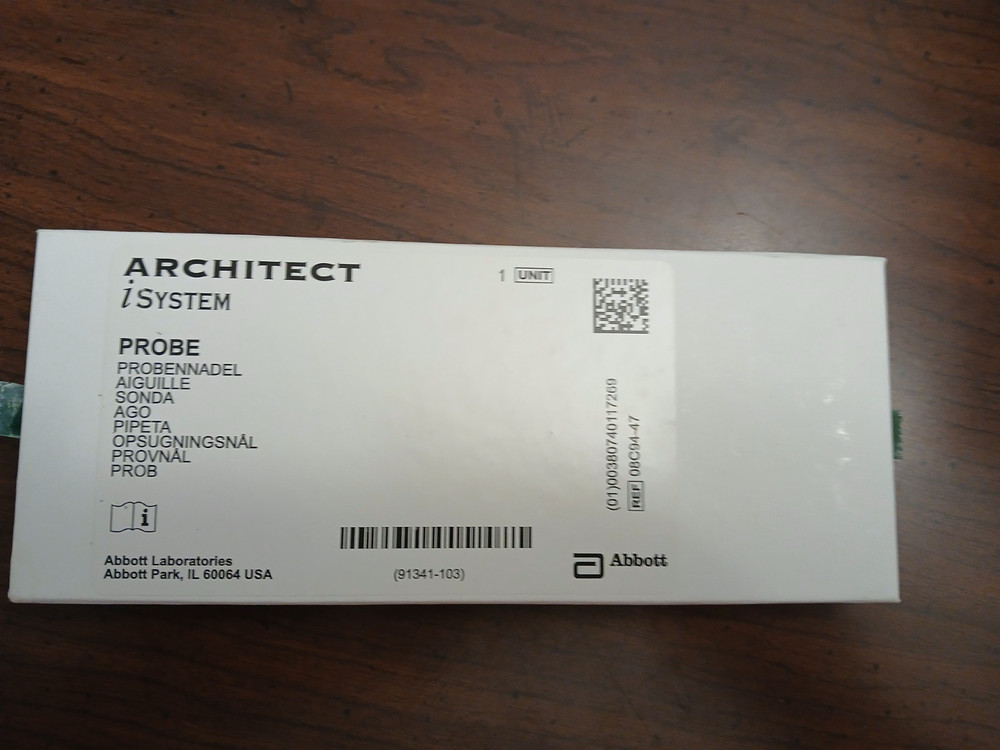 ARCHITECT
i SYSTEM
1 UNIT
PROBE
PROBENNADEL
AIGUILLE
SONDA
AGO
PIPETA
OPSUGNINGSNÅL
PROVNÅL
PROB
i
(01)00380740117269
REF 08C94-47
Abbott Laboratories
Abbott Park, IL 60064 USA
(91341-103)
Abbott